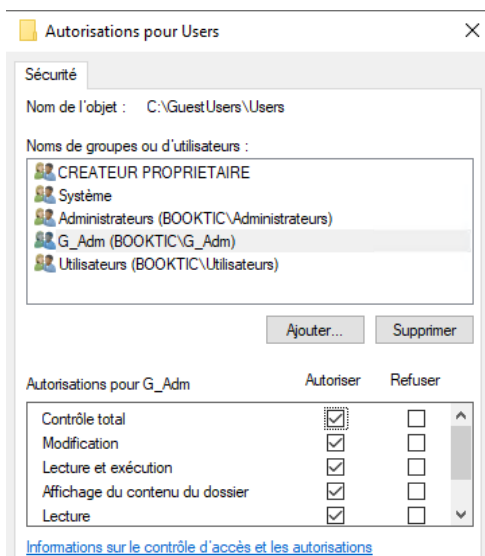 Autorisations pour Users
Sécurité
Nom de l'objet : C:\GuestUsers\Users
Noms de groupes ou d'utilisateurs :
CREATEUR PROPRIETAIRE
Système
Administrateurs (BOOKTIC\Administrateurs)
G_Adm (BOOKTIC\G_Adm)
Utilisateurs (BOOKTIC\Utilisateurs)
Ajouter... Supprimer
Autorisations pour G_Adm Autoriser Refuser
Contrôle total
Modification
Lecture et exécution
Affichage du contenu du dossier
Lecture
Informations sur le contrôle d'accès et les autorisations